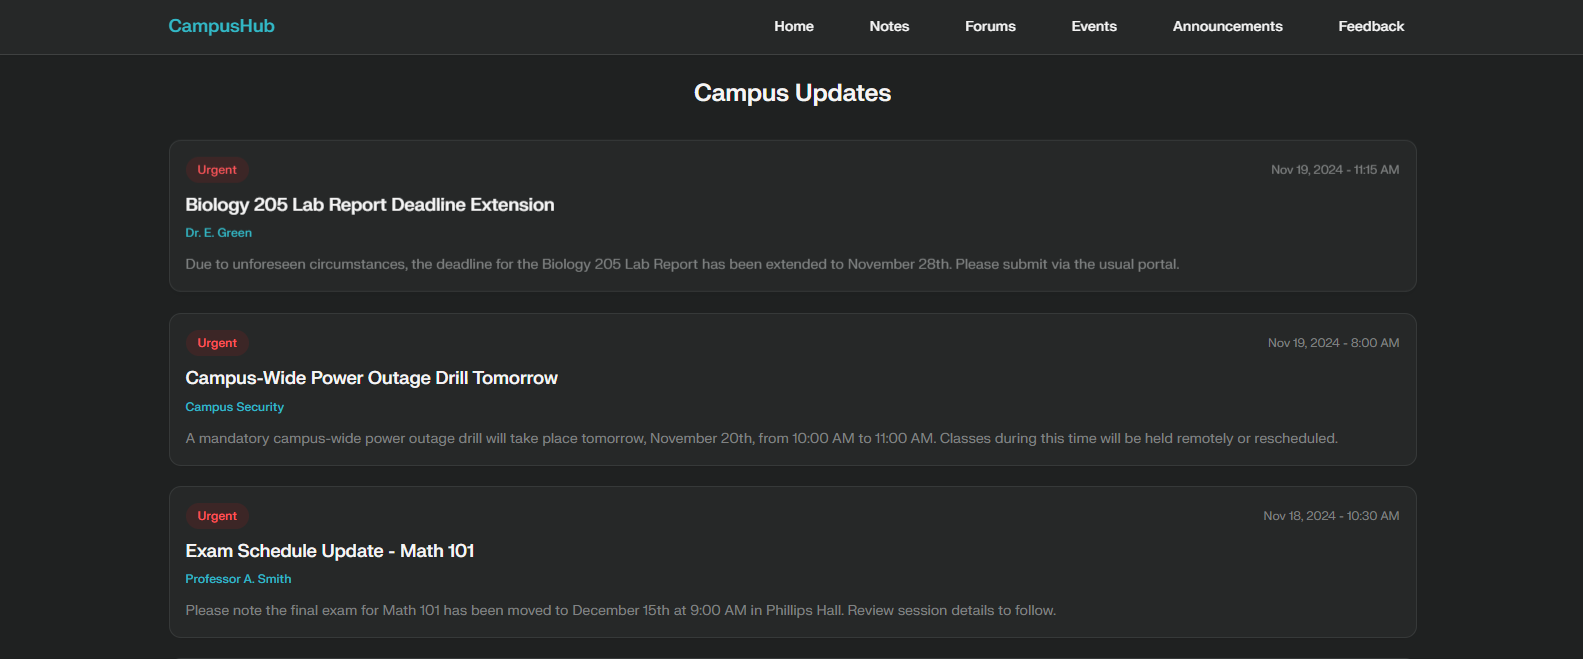 CampusHub Home Notes Forums Events Announcements Feedback
Campus Updates
Urgent Nov 19, 2024 - 11:15 AM
Biology 205 Lab Report Deadline Extension
Dr. E. Green
Due to unforeseen circumstances, the deadline for the Biology 205 Lab Report has been extended to November 28th. Please submit via the usual portal.
Urgent Nov 19, 2024 - 8:00 AM
Campus-Wide Power Outage Drill Tomorrow
Campus Security
A mandatory campus-wide power outage drill will take place tomorrow, November 20th, from 10:00 AM to 11:00 AM. Classes during this time will be held remotely or rescheduled.
Urgent Nov 18, 2024 - 10:30 AM
Exam Schedule Update - Math 101
Professor A. Smith
Please note the final exam for Math 101 has been moved to December 15th at 9:00 AM in Phillips Hall. Review session details to follow.